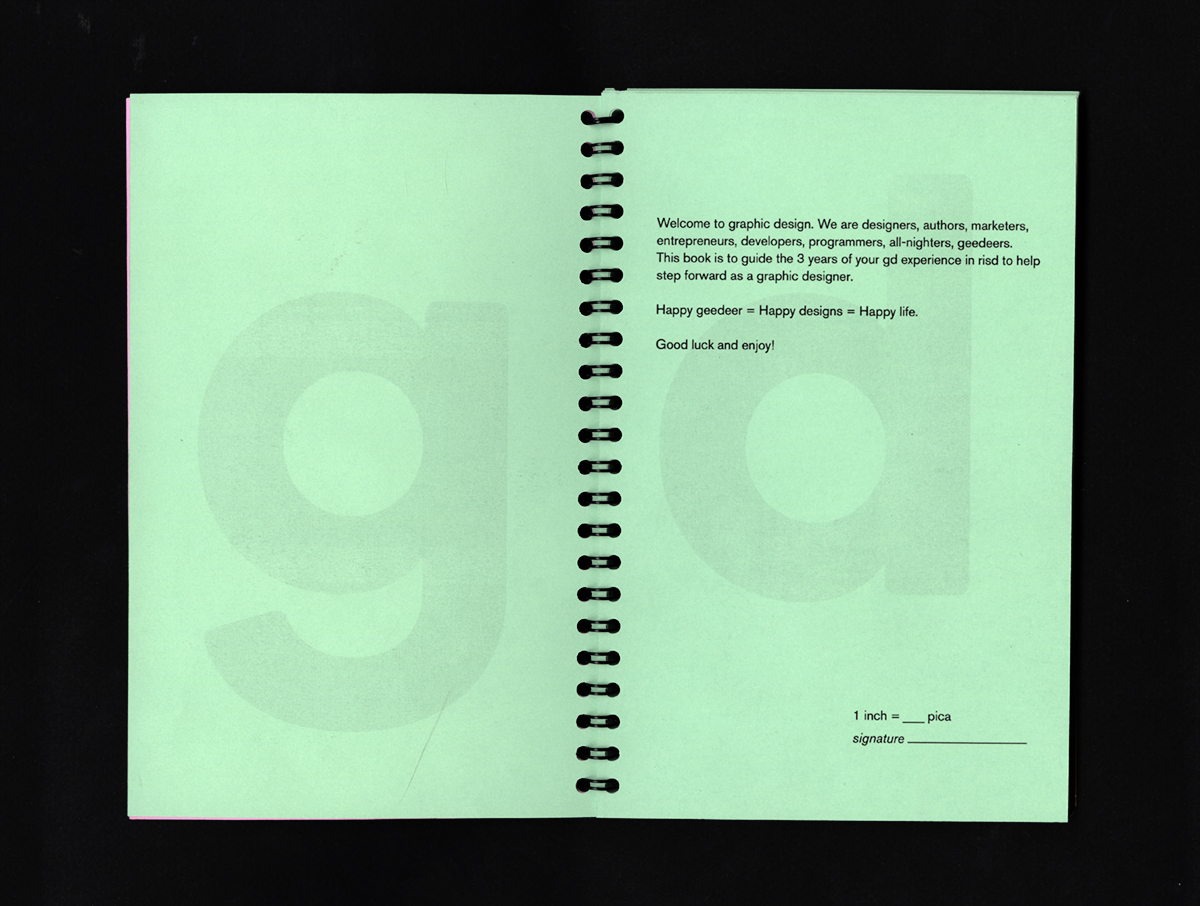 g d
Welcome to graphic design. We are designers, authors, marketers,
entrepreneurs, developers, programmers, all-nighters, geedeers.
This book is to guide the 3 years of your gd experience in risd to help
step forward as a graphic designer.
Happy geedeer = Happy designs = Happy life.
Good luck and enjoy!
1 inch = ___ pica
signature ___________________